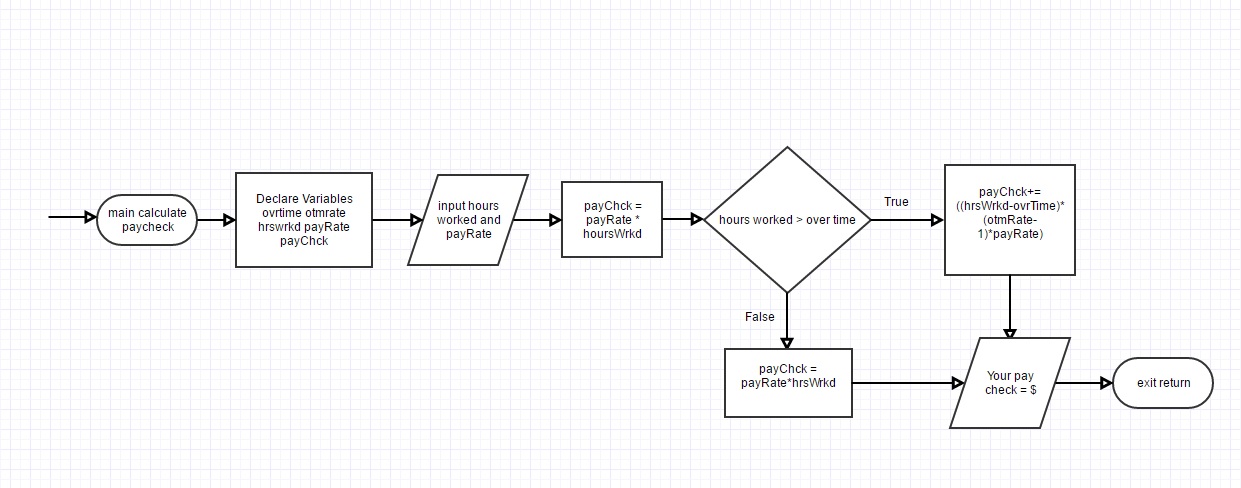 main calculate
paycheck
Declare Variables
ovrtime otmrate
hrswrkd payRate
payChck
input hours
worked and
payRate
payChck =
payRate *
hoursWrkd
hours worked > over time
True
payChck+=
((hrsWrkd-ovrTime)*
(otmRate-
1)*payRate)
False
payChck =
payRate*hrsWrkd
Your pay
check = $
exit return